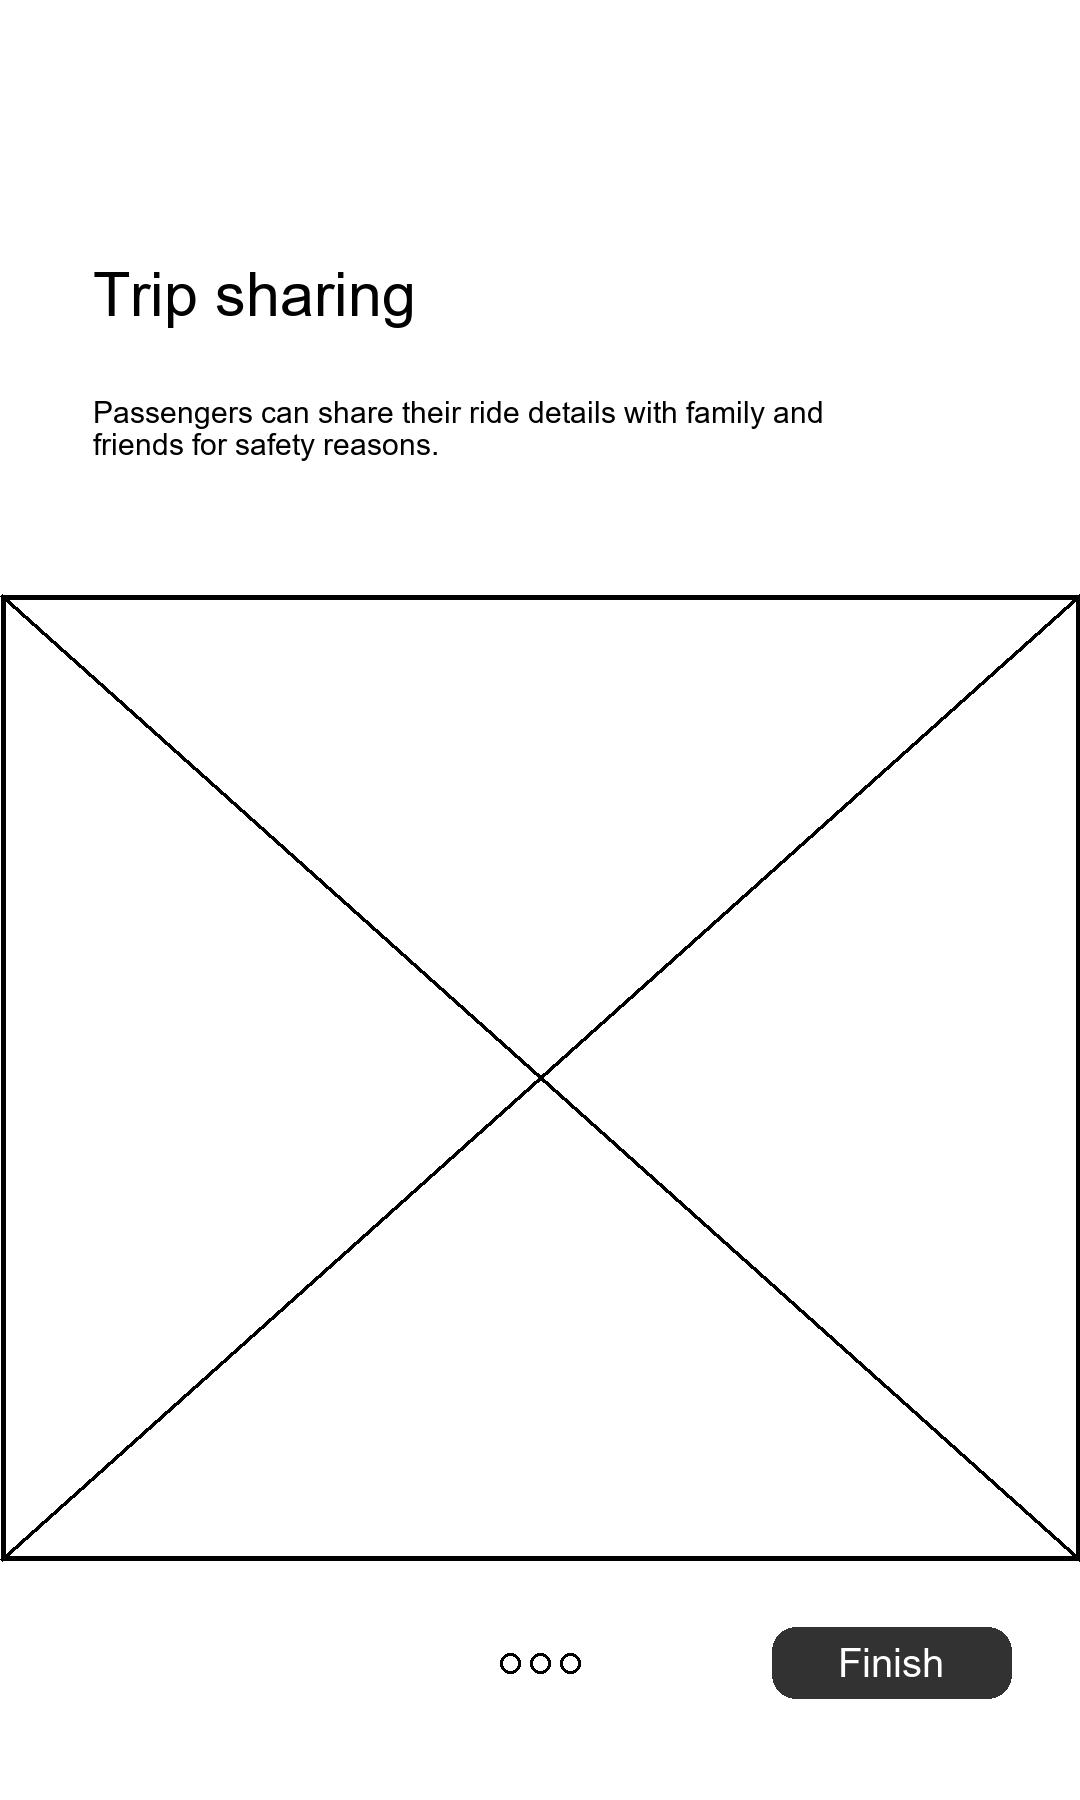 Trip sharing
Passengers can share their ride details with family and
friends for safety reasons.
Finish